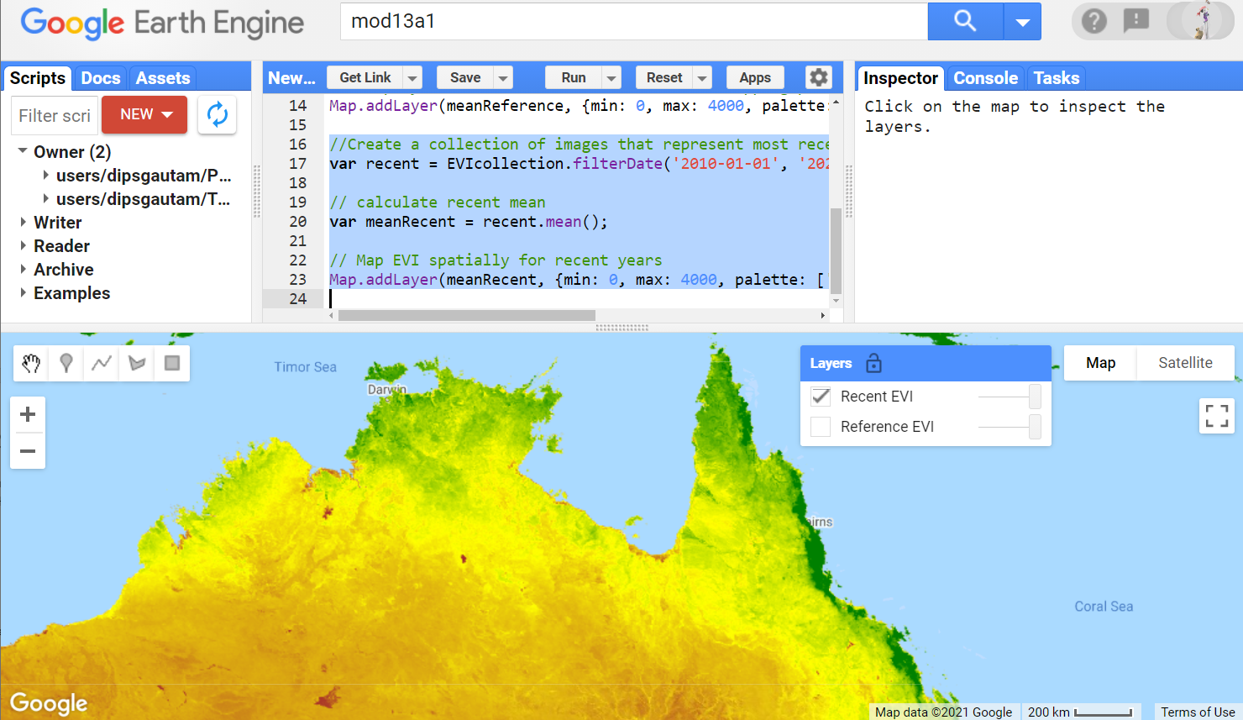 Google Earth Engine
mod13a1
Scripts Docs Assets
Filter scri
NEW
Owner (2)
users/dipsgautam/P...
users/dipsgautam/T...
Writer
Reader
Archive
Examples
New...
Get Link
Save
Run
Reset
Apps
14 Map.addLayer(meanReference, {min: 0, max: 4000, palette:
15
16 //Create a collection of images that represent most rece
17 var recent = EVIcollection.filterDate('2010-01-01', '202
18
19 // calculate recent mean
20 var meanRecent = recent.mean();
21
22 // Map EVI spatially for recent years
23 Map.addLayer(meanRecent, {min: 0, max: 4000, palette: [
24
Inspector Console Tasks
Click on the map to inspect the
layers.
Timor Sea
Darwin
Layers
Recent EVI
Reference EVI
Map Satellite
irns
Coral Sea
Google
Map data ©2021 Google
200 km
Terms of Use